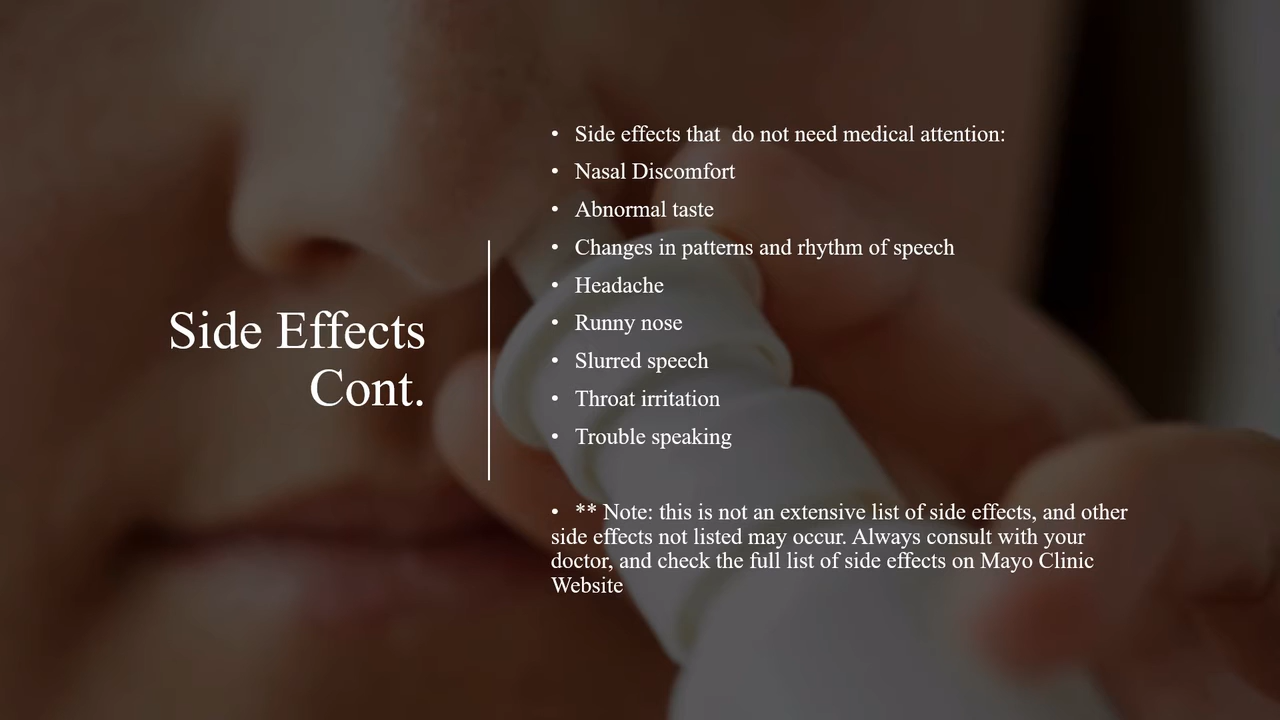 Side Effects
Cont.
• Side effects that  do not need medical attention:
• Nasal Discomfort
• Abnormal taste
• Changes in patterns and rhythm of speech
• Headache
• Runny nose
• Slurred speech
• Throat irritation
• Trouble speaking
• ** Note: this is not an extensive list of side effects, and other
side effects not listed may occur. Always consult with your
doctor, and check the full list of side effects on Mayo Clinic
Website